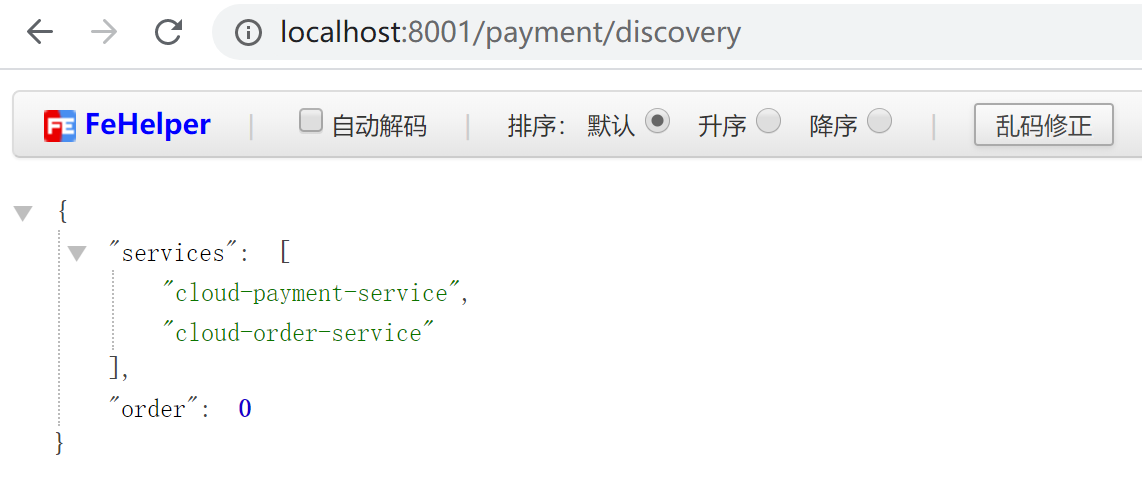 localhost:8001/payment/discovery
FeHelper | 自动解码 | 排序： 默认 升序 降序 | 乱码修正
{
"services": [
"cloud-payment-service",
"cloud-order-service"
],
"order": 0
}